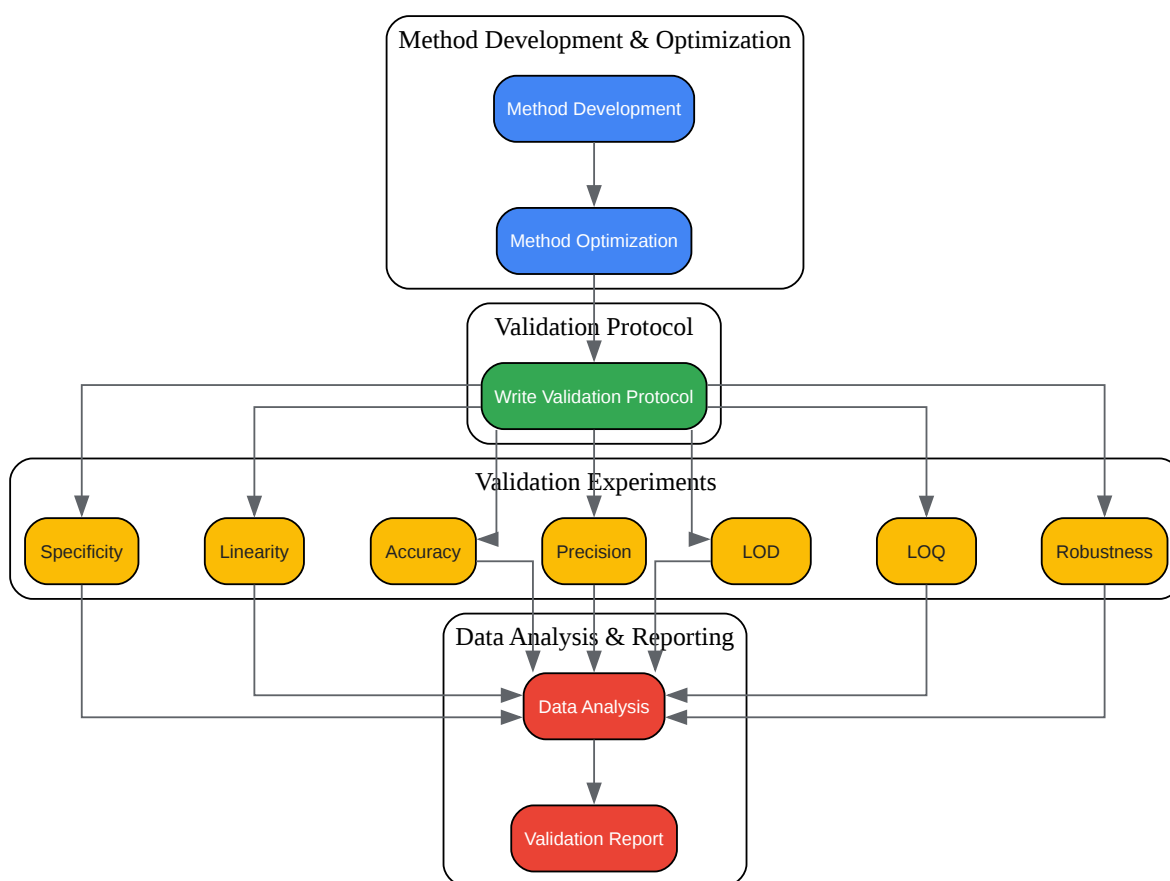 Method Development & Optimization
Method Development
Method Optimization
Validation Protocol
Write Validation Protocol
Validation Experiments
Specificity
Linearity
Accuracy
Precision
LOD
LOQ
Robustness
Data Analysis & Reporting
Data Analysis
Validation Report